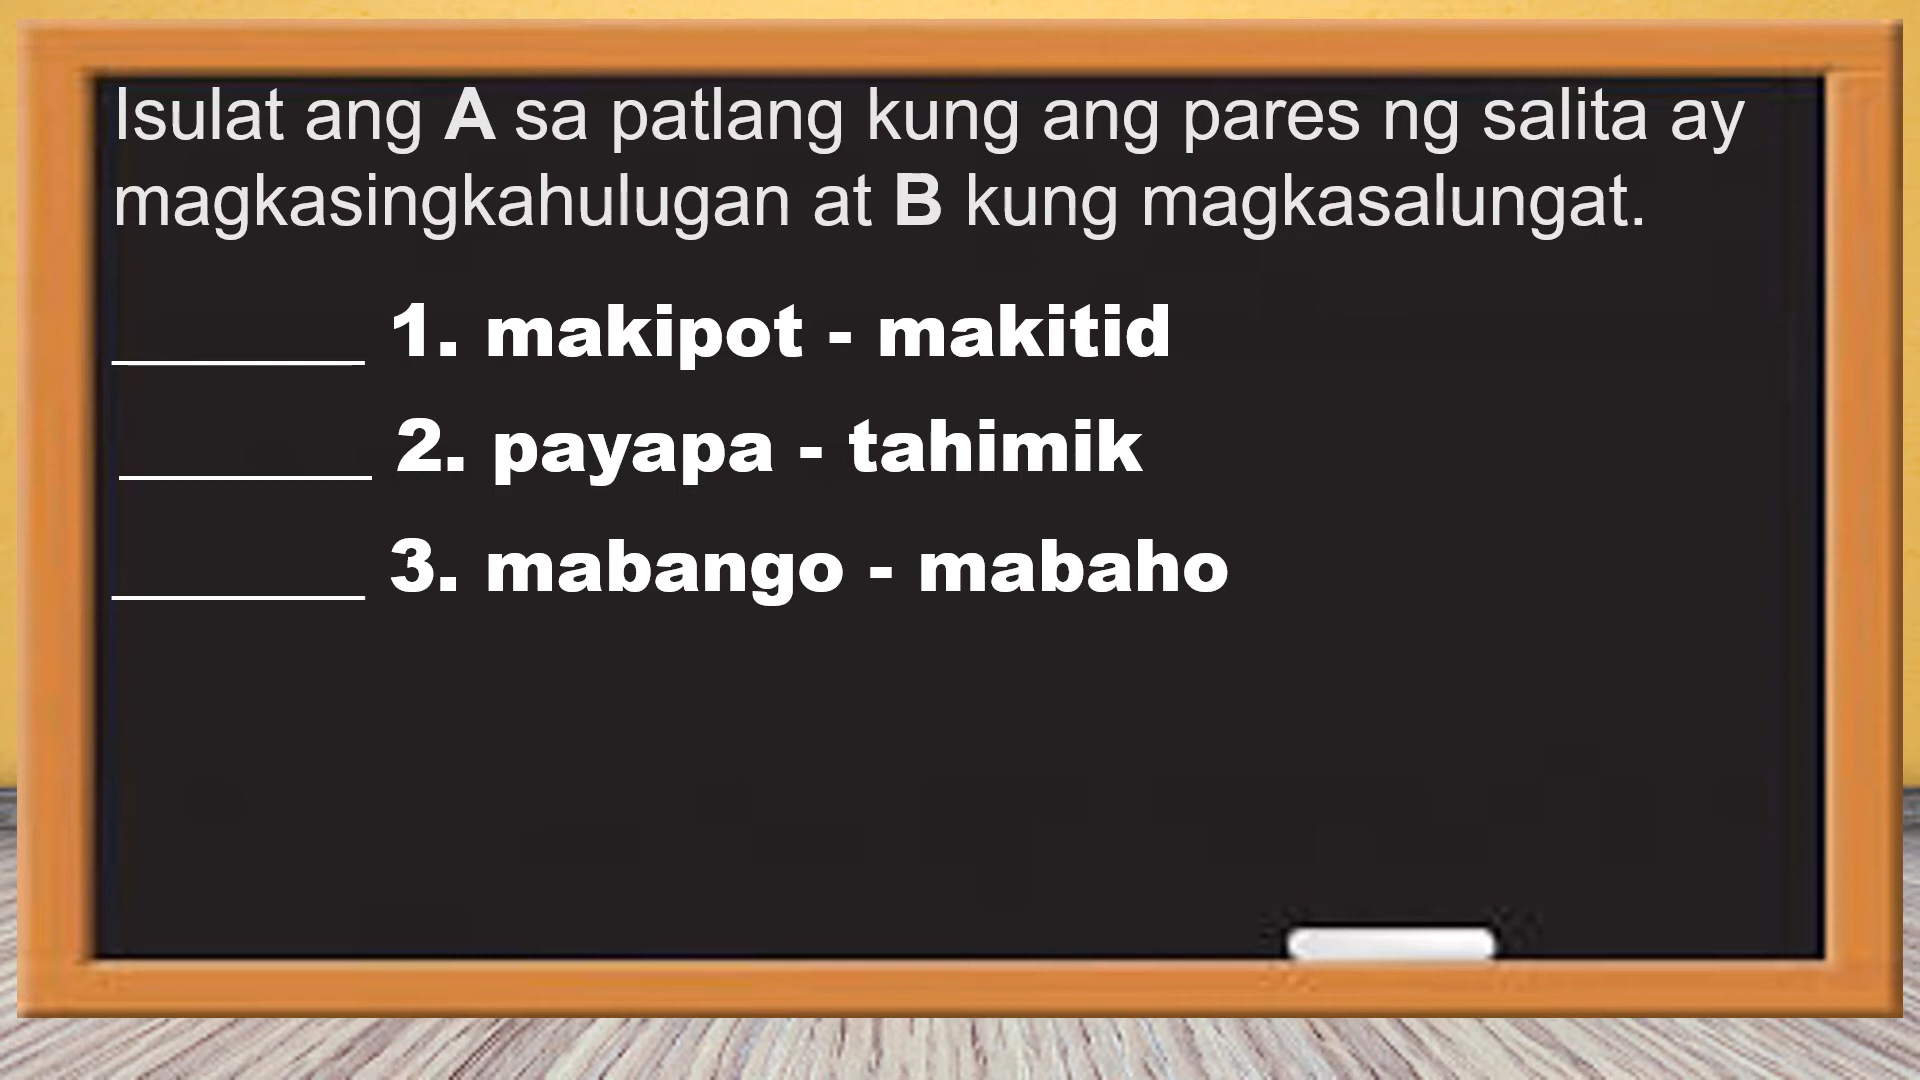 Isulat ang A sa patlang kung ang pares ng salita ay
magkasingkahulugan at B kung magkasalungat.
_______ 1. makipot - makitid
_______ 2. payapa - tahimik
_______ 3. mabango - mabaho